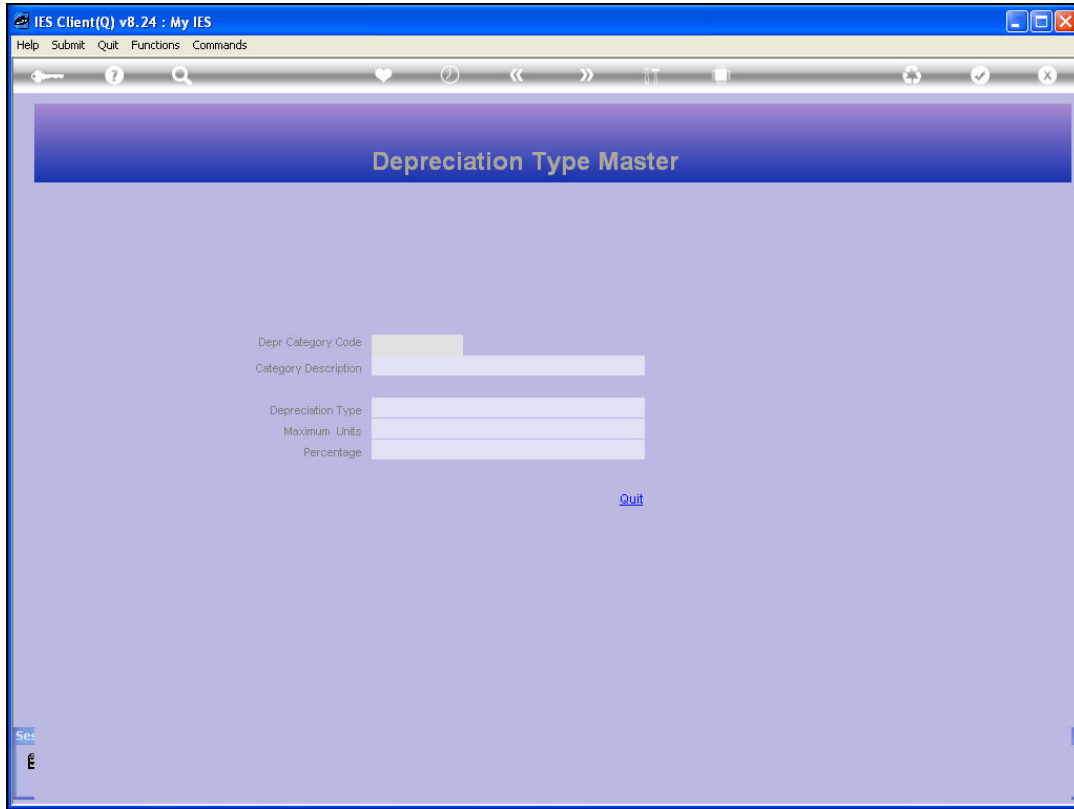 IES Client(Q) v8.24 : My IES
Help Submit Quit Functions Commands
Depreciation Type Master
Depr Category Code
Category Description
Depreciation Type
Maximum Units
Percentage
Quit
Ses